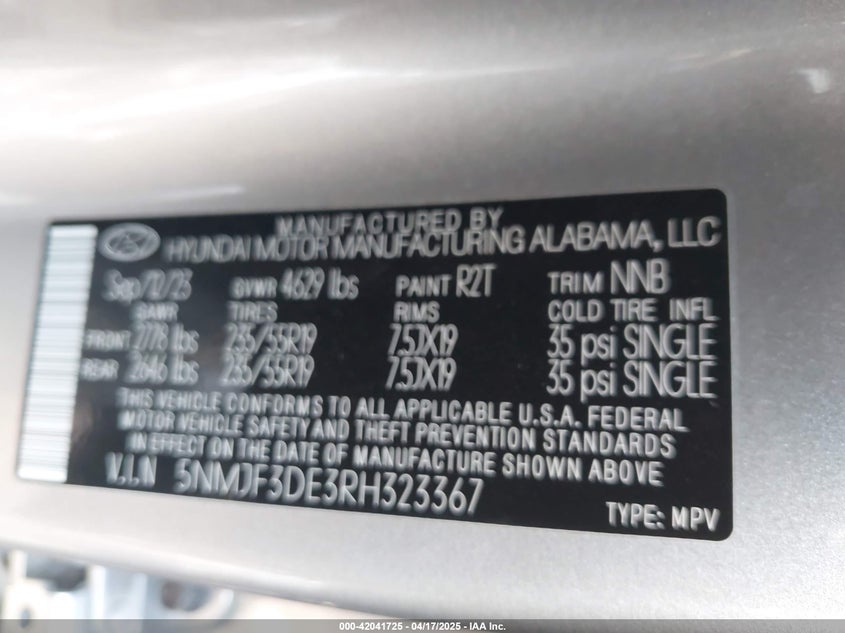 MANUFACTURED BY
HYUNDAI MOTOR MANUFACTURING ALABAMA, LLC
Sep/12/23 GVWR 4629 lbs PAINT R2T TRIM NNB
GAWR TIRES RIMS COLD TIRE INFL
FRONT 2776 lbs 235/55R19 7.5JX19 35 psi SINGLE
REAR 2646 lbs 235/55R19 7.5JX19 35 psi SINGLE
THIS VEHICLE CONFORMS TO ALL APPLICABLE U.S.A. FEDERAL
MOTOR VEHICLE SAFETY AND THEFT PREVENTION STANDARDS
IN EFFECT ON THE DATE OF MANUFACTURE SHOWN ABOVE
V.I.N 5NMJF3DE3RH323367
TYPE: MPV
000-42041725 - 04/17/2025 - IAA Inc.